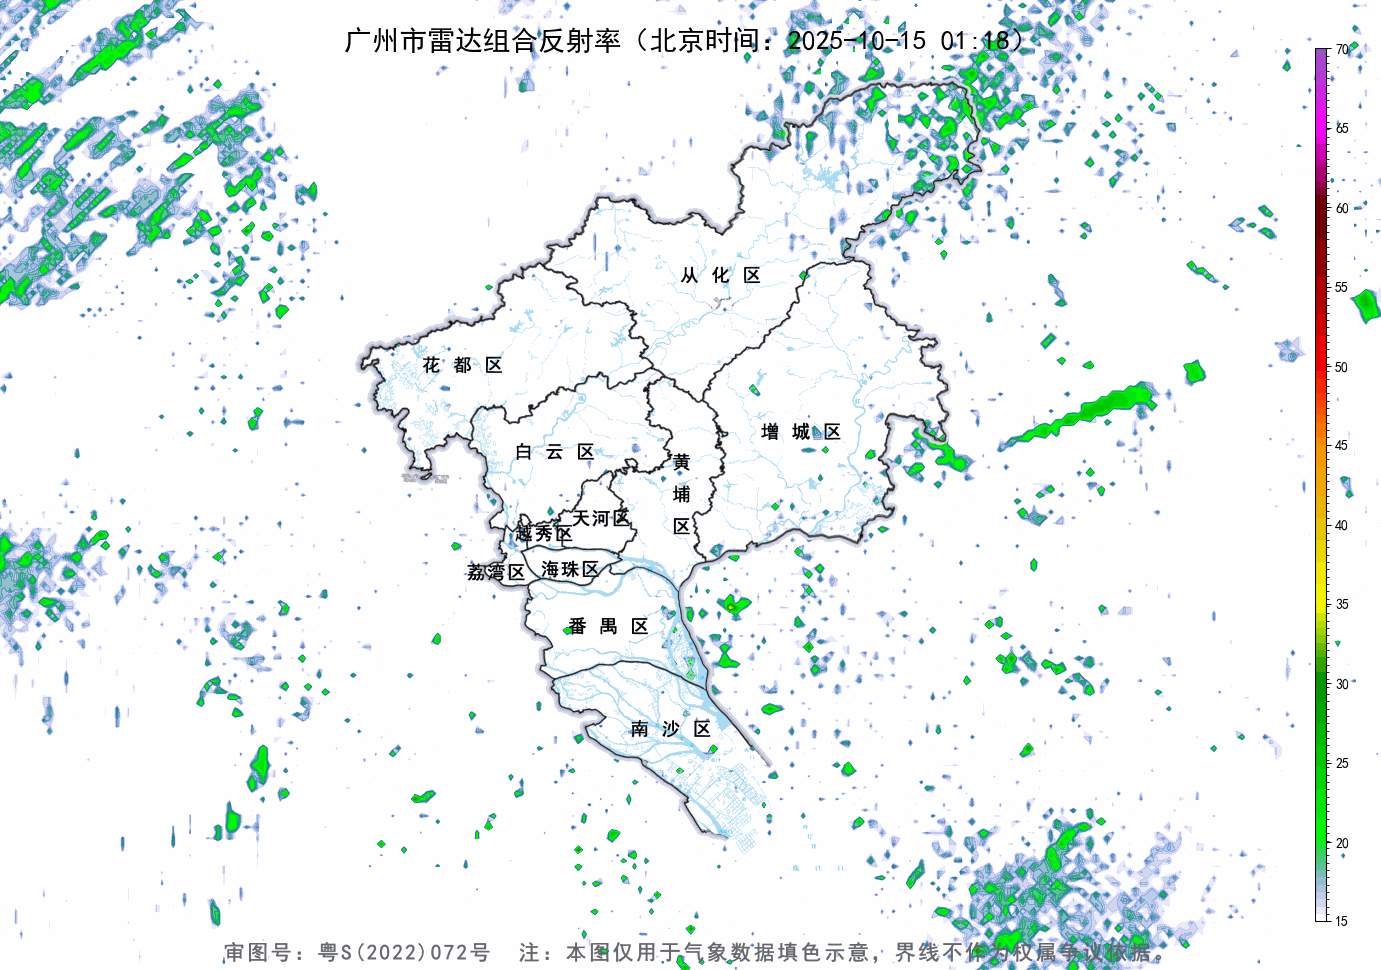 广州市雷达组合反射率（北京时间：2025-10-15 01:18）
70
65
60
55
50
45
40
35
30
25
20
15
从化区
花都区
增城区
白云区
黄埔区
天河区
越秀区
海珠区
荔湾区
番禺区
南沙区
审图号：粤S(2022)072号 注：本图仅用于气象数据填色示意，界线不作为权属争议依据。